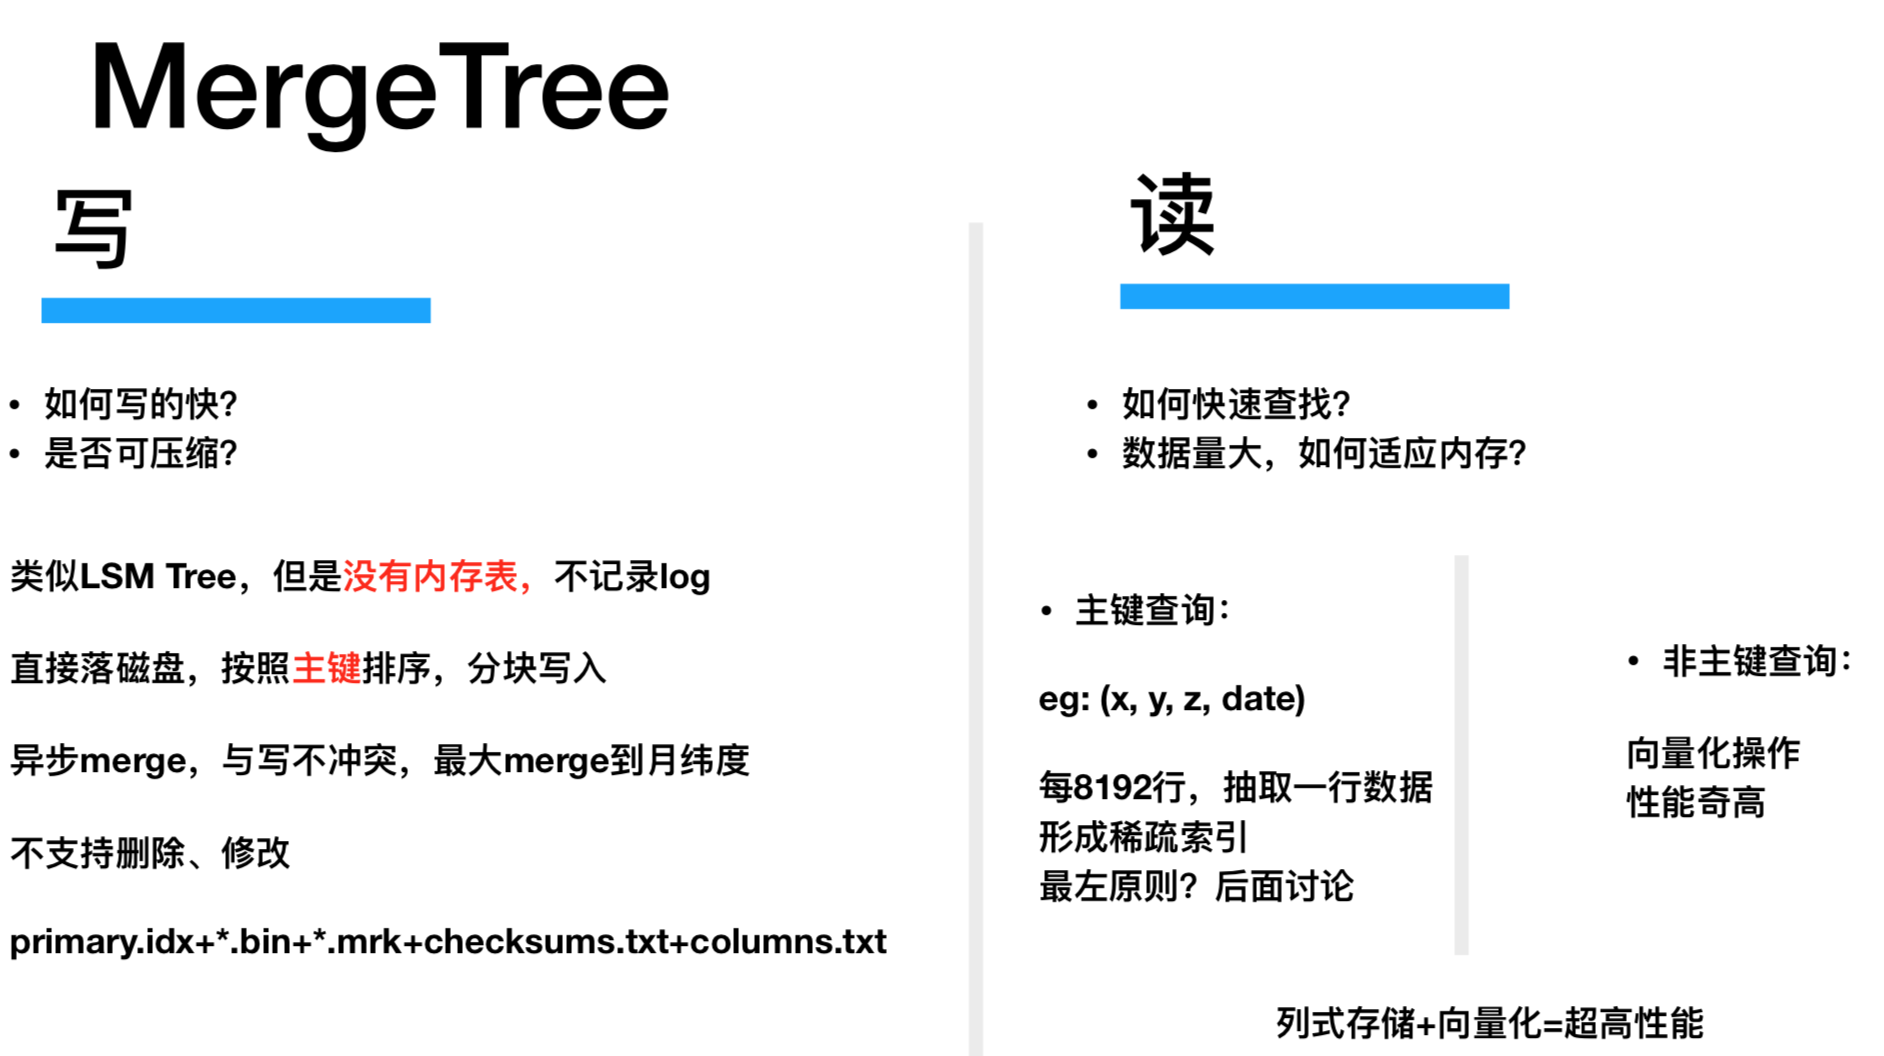 MergeTree
写
• 如何写的快？
• 是否可压缩？
类似LSM Tree，但是没有内存表，不记录log
直接落磁盘，按照主键排序，分块写入
异步merge，与写不冲突，最大merge到月纬度
不支持删除、修改
primary.idx+*.bin+*.mrk+checksums.txt+columns.txt
读
• 如何快速查找？
• 数据量大，如何适应内存？
• 主键查询：
eg: (x, y, z, date)
每8192行，抽取一行数据
形成稀疏索引
最左原则？后面讨论
• 非主键查询：
向量化操作
性能奇高
列式存储+向量化=超高性能